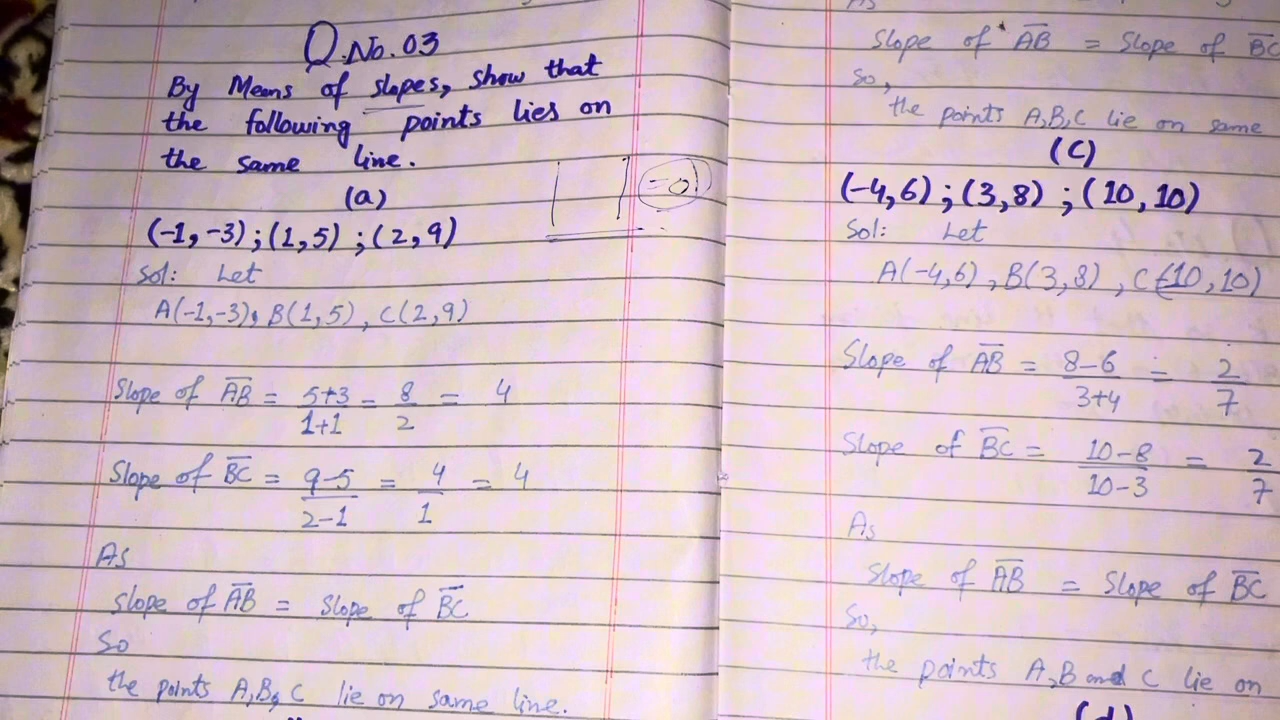 Q.No.03
By Means of slopes, show that
the following points lies on
the same line.
(a)
(-1,-3);(1,5);(2,9)
Sol: Let
A(-1,-3), B(1,5), C(2,9)
Slope of AB = 5+3/1+1 = 8/2 = 4
Slope of BC = 9-5/2-1 = 4/1 = 4
As
slope of AB = slope of BC
So
the points A,B, C lie on same line.
=0
As
Slope of AB = Slope of BC
So,
the points A,B,C lie on same
(C)
(-4,6);(3,8);(10,10)
Sol: Let
A(-4,6), B(3,8), C(10,10)
Slope of AB = 8-6/3+4 = 2/7
Slope of BC = 10-8/10-3 = 2/7
As
Slope of AB = Slope of BC
So,
the points A,B and C lie on
(d)